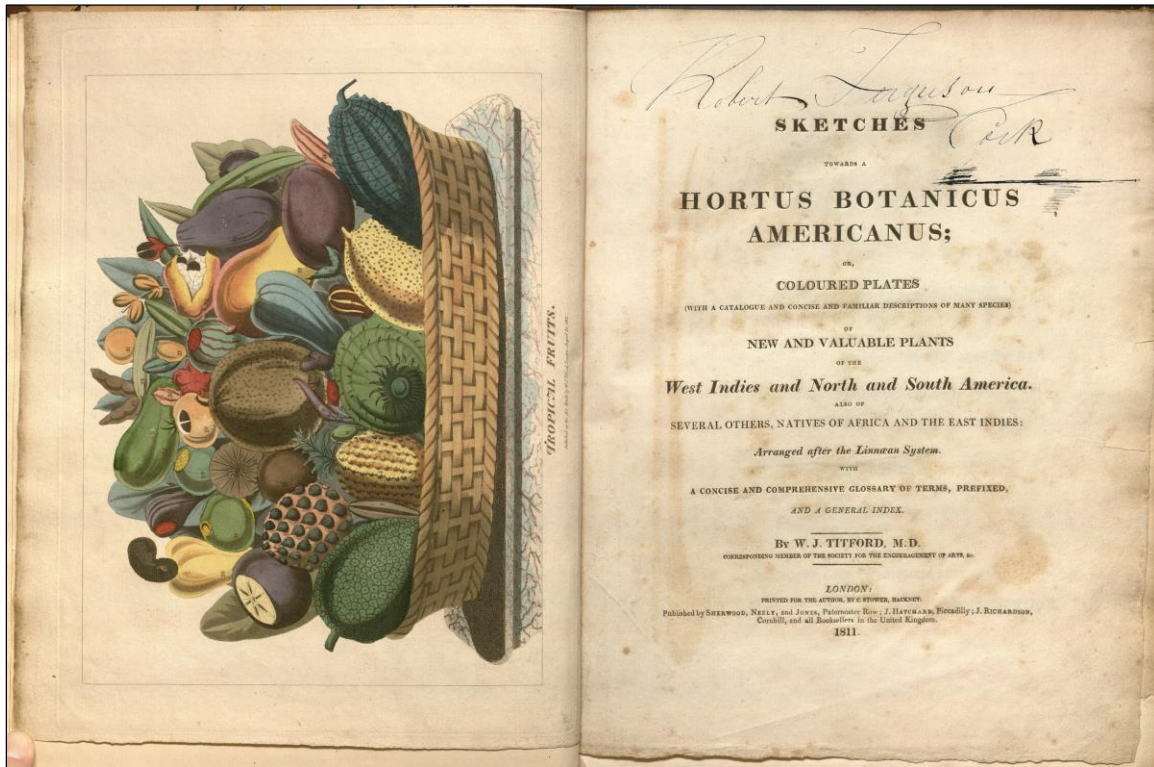 TROPICAL FRUITS.
Robert Ferguson
Cork
SKETCHES
TOWARDS A
HORTUS BOTANICUS
AMERICANUS;
OR,
COLOURED PLATES
(WITH A CATALOGUE AND CONCISE AND FAMILIAR DESCRIPTIONS OF MANY SPECIES)
OF
NEW AND VALUABLE PLANTS
OF THE
West Indies and North and South America.
ALSO OF
SEVERAL OTHERS, NATIVES OF AFRICA AND THE EAST INDIES:
Arranged after the Linnæan System.
WITH
A CONCISE AND COMPREHENSIVE GLOSSARY OF TERMS, PREFIXED,
AND A GENERAL INDEX.
By W. J. TITFORD, M.D.
CORRESPONDING MEMBER OF THE SOCIETY FOR THE ENCOURAGEMENT OF ARTS, &c.
LONDON:
PRINTED FOR THE AUTHOR, BY C. STOWER, HACKNEY:
Published by SHERWOOD, NEELY, and JONES, Paternoster Row; J. HATCHARD, Piccadilly; J. RICHARDSON,
Cornhill, and all Booksellers in the United Kingdom.
1811.